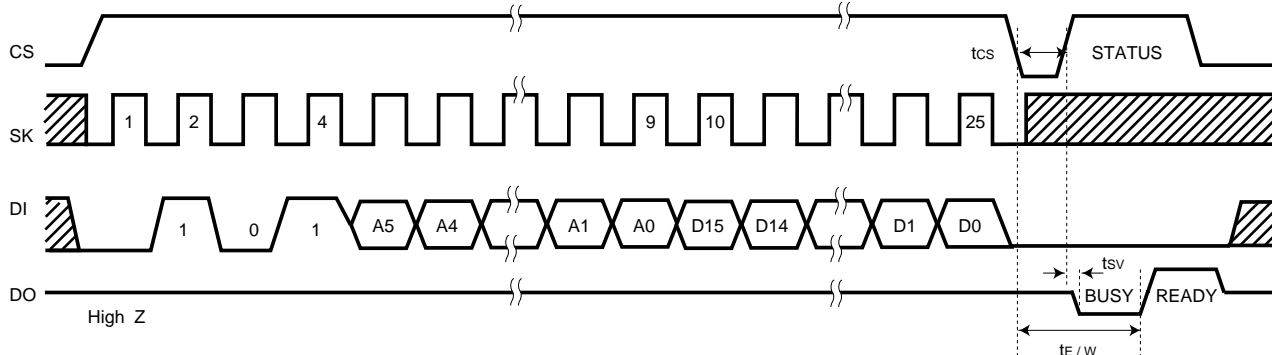 CS
tCS
STATUS
SK
1 2 4 9 10 25
DI
1 0 1 A5 A4 A1 A0 D15 D14 D1 D0
tSV
DO
BUSY READY
High Z
tE / W